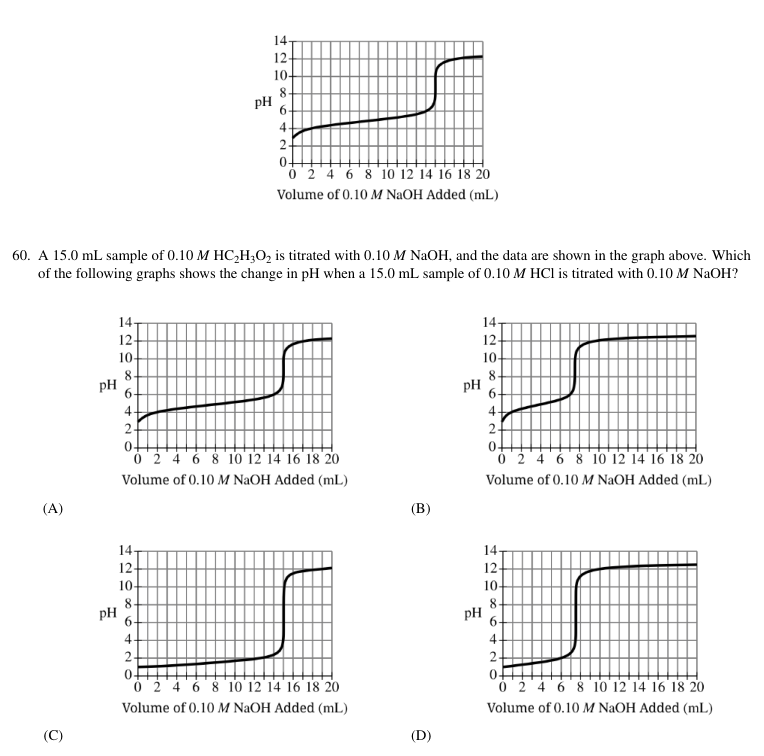 14
12
10
8
pH
6
4
2
0
0 2 4 6 8 10 12 14 16 18 20
Volume of 0.10 M NaOH Added (mL)
60. A 15.0 mL sample of 0.10 M HC₂H₃O₂ is titrated with 0.10 M NaOH, and the data are shown in the graph above. Which
of the following graphs shows the change in pH when a 15.0 mL sample of 0.10 M HCl is titrated with 0.10 M NaOH?
14
12
10
8
pH
6
4
2
0
0 2 4 6 8 10 12 14 16 18 20
Volume of 0.10 M NaOH Added (mL)
(A)
14
12
10
8
pH
6
4
2
0
0 2 4 6 8 10 12 14 16 18 20
Volume of 0.10 M NaOH Added (mL)
(B)
14
12
10
8
pH
6
4
2
0
0 2 4 6 8 10 12 14 16 18 20
Volume of 0.10 M NaOH Added (mL)
(C)
14
12
10
8
pH
6
4
2
0
0 2 4 6 8 10 12 14 16 18 20
Volume of 0.10 M NaOH Added (mL)
(D)